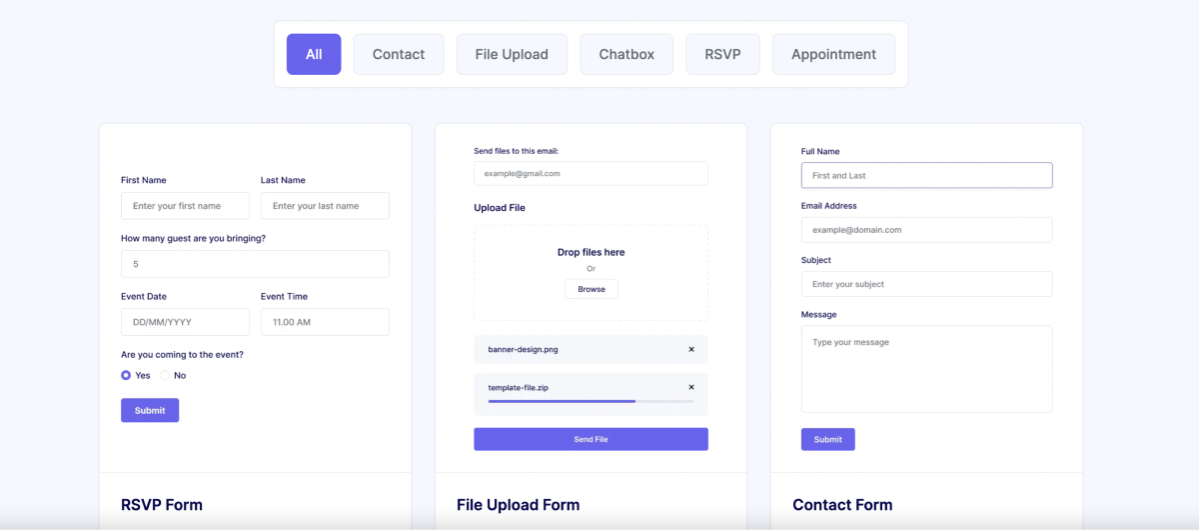 All Contact File Upload Chatbox RSVP Appointment
First Name Last Name
Enter your first name Enter your last name
How many guest are you bringing?
5
Event Date Event Time
DD/MM/YYYY 11.00 AM
Are you coming to the event?
Yes No
Submit
RSVP Form
Send files to this email:
example@gmail.com
Upload File
Drop files here
Or
Browse
banner-design.png ×
template-file.zip ×
Send File
File Upload Form
Full Name
First and Last
Email Address
example@domain.com
Subject
Enter your subject
Message
Type your message
Submit
Contact Form